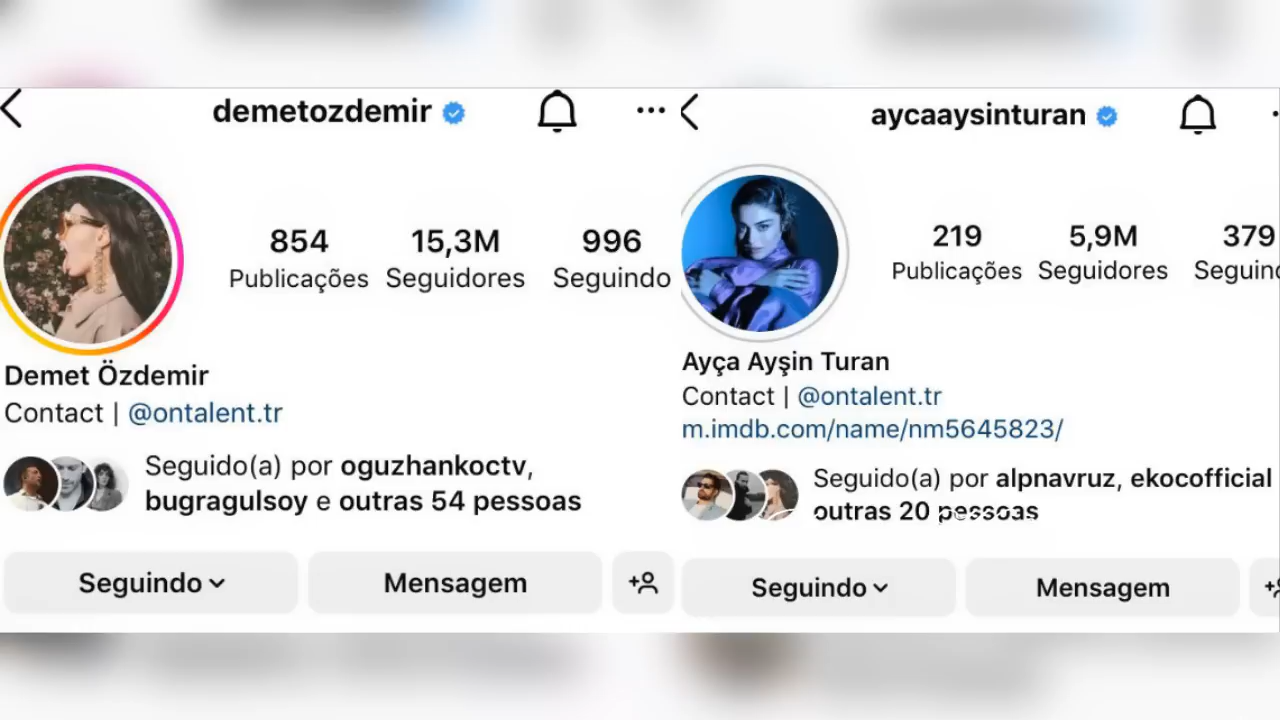 demetozdemir
854
15,3M
996
Publicações
Seguidores
Seguindo
Demet Özdemir
Contact | @ontalent.tr
Seguido(a) por oguzhankoctv,
bugragulsoy e outras 54 pessoas
Seguindo
Mensagem
aycaaysinturan
219
5,9M
379
Publicações
Seguidores
Seguind
Ayça Ayşin Turan
Contact | @ontalent.tr
m.imdb.com/name/nm5645823/
Seguido(a) por alpnavruz, ekocofficial
outras 20 pessoas
Seguindo
Mensagem